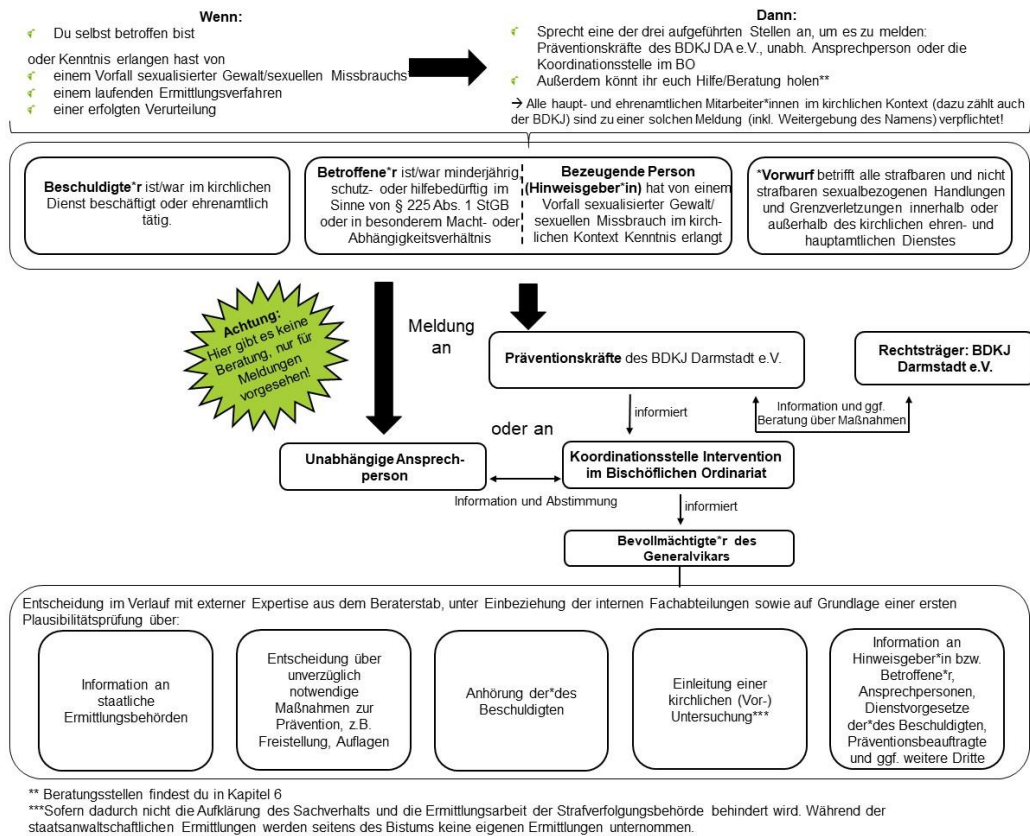 Wenn:
Du selbst betroffen bist
oder Kenntnis erlangen hast von
einem Vorfall sexualisierter Gewalt/sexuellen Missbrauchs*
einem laufenden Ermittlungsverfahren
einer erfolgten Verurteilung
Dann:
Sprecht eine der drei aufgeführten Stellen an, um es zu melden:
Präventionskräfte des BDKJ DA e.V., unabh. Ansprechperson oder die
Koordinationsstelle im BO
Außerdem könnt ihr euch Hilfe/Beratung holen**
→ Alle haupt- und ehrenamtlichen Mitarbeiter*innen im kirchlichen Kontext (dazu zählt auch
der BDKJ) sind zu einer solchen Meldung (inkl. Weitergebung des Namens) verpflichtet!
Beschuldigte*r ist/war im kirchlichen
Dienst beschäftigt oder ehrenamtlich
tätig.
Betroffene*r ist/war minderjährig,
schutz- oder hilfebedürftig im
Sinne von § 225 Abs. 1 StGB
oder in besonderem Macht- oder
Abhängigkeitsverhältnis
Bezeugende Person
(Hinweisgeber*in) hat von einem
Vorfall sexualisierter Gewalt/
sexuellen Missbrauch im kirch-
lichen Kontext Kenntnis erlangt
*Vorwurf betrifft alle strafbaren und nicht
strafbaren sexualbezogenen Handlungen
und Grenzverletzungen innerhalb oder
außerhalb des kirchlichen ehren- und
hauptamtlichen Dienstes
Achtung:
Hier gibt es keine
Beratung, nur für
Meldungen
vorgesehen!
Meldung
an
Präventionskräfte des BDKJ Darmstadt e.V.
Rechtsträger: BDKJ
Darmstadt e.V.
informiert
Information und ggf.
Beratung über Maßnahmen
oder an
Unabhängige Ansprech-
person
Koordinationsstelle Intervention
im Bischöflichen Ordinariat
Information und Abstimmung
informiert
Bevollmächtigte*r des
Generalvikars
Entscheidung im Verlauf mit externer Expertise aus dem Beraterstab, unter Einbeziehung der internen Fachabteilungen sowie auf Grundlage einer ersten
Plausibilitätsprüfung über:
Information an
staatliche
Ermittlungsbehörden
Entscheidung über
unverzüglich
notwendige
Maßnahmen zur
Prävention, z.B.
Freistellung, Auflagen
Anhörung der*des
Beschuldigten
Einleitung einer
kirchlichen (Vor-)
Untersuchung***
Information an
Hinweisgeber*in bzw.
Betroffene*r,
Ansprechpersonen,
Dienstvorgesetze
der*des Beschuldigten,
Präventionsbeauftragte
und ggf. weitere Dritte
** Beratungsstellen findest du in Kapitel 6
***Sofern dadurch nicht die Aufklärung des Sachverhalts und die Ermittlungsarbeit der Strafverfolgungsbehörde behindert wird. Während der
staatsanwaltschaftlichen Ermittlungen werden seitens des Bistums keine eigenen Ermittlungen unternommen.